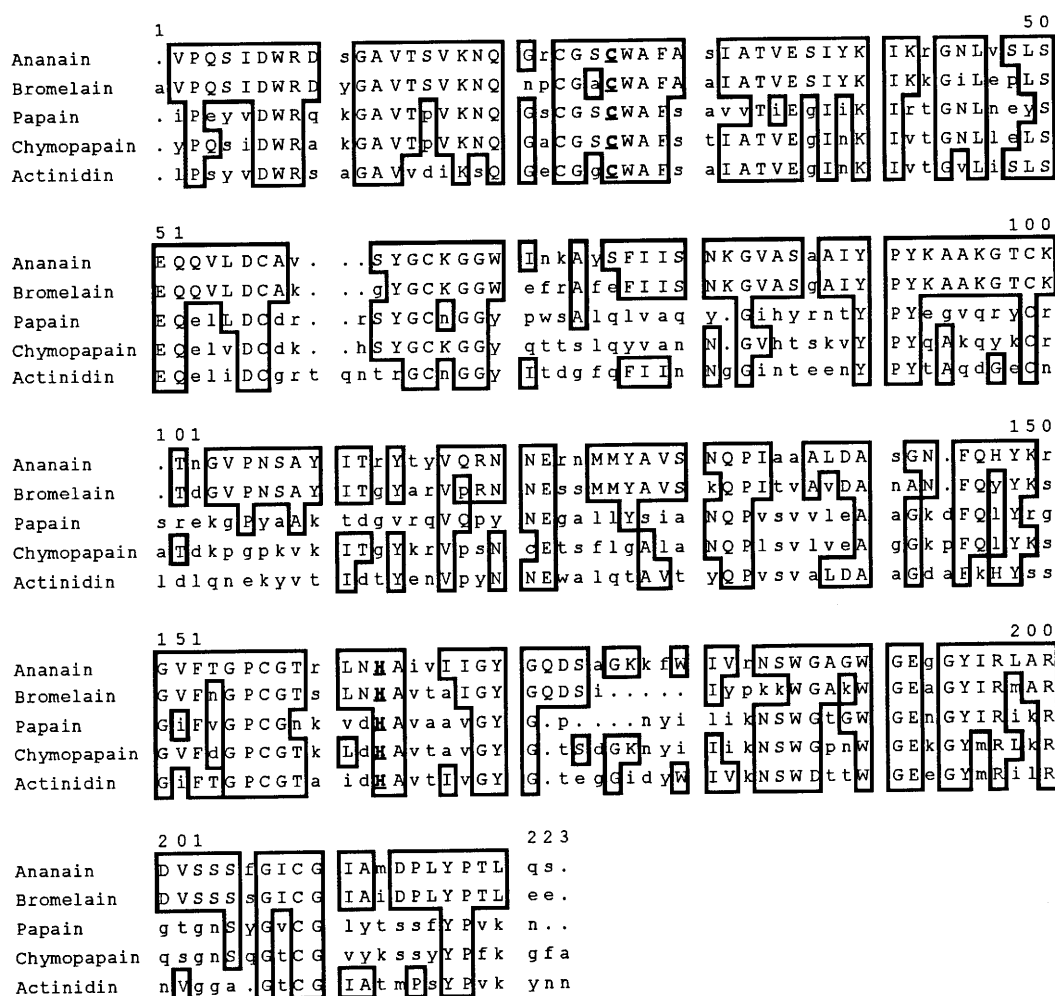 1 50
Ananain .VPQSIDWRD sGAVTSVKNQ GrCGSCWAFA sIATVESIYK IKrGNLvSLS
Bromelain aVPQSIDWRD yGAVTSVKNQ npCGaCWAFA aIATVESIYK IKkGiLepLS
Papain .iPeyvDWRq kGAVTpVKNQ GsCGSCWAFs avvTiEgIiK IrtGNLneyS
Chymopapain .yPQsiDWRa kGAVTpVKNQ GaCGSCWAFs tIATVEgInK IvtGNLleLS
Actinidin .lPsyvDWRs aGAVvdiKsQ GeCGgCWAFs aIATVEgInK IvtGvLiSLS
51 100
Ananain EQQVLDCAv. ..SYGCKGGW InkAySFIIS NKGVASaAIY PYKAAKGTCK
Bromelain EQQVLDCAk. ..gYGCKGGW efrAfeFIIS NKGVASgAIY PYKAAKGTCK
Papain EQelLDCdr. .rSYGCnGGy pwsAlqlvaq y.GihyrntY PYegvqryCr
Chymopapain EQelvDCdk. .hSYGCKGGy qttslqyvan N.GVhtskvY PYqAkqykCr
Actinidin EQeliDCgrt qntrGCnGGy ItdgfqFIIn NgGinteenY PYtAqdGeCn
101 150
Ananain .TnGVPNSAY ITrYtyVQRN NErnMMYAVS NQPIaaALDA sGN.FQHYKr
Bromelain .TdGVPNSAY ITgYarVpRN NEssMMYAVS kQPItvAvDA nAN.FQyYKs
Papain srekgPyaAk tdgvrqVQpy NEgallYsia NQPvsvvleA aGkdFQlYrg
Chymopapain aTdkpgpkvk ITgYkrVpsN cEtsflgAla NQPlsvlveA gGkpFQlYKs
Actinidin ldlqnekyvt IdtYenVpyN NEwalqtAVt yQPvsvaLDA aGdaFkHYss
151 200
Ananain GVFTGPCGTr LNHAivIIGY GQDSaGKkfW IVrNSWGAGW GEgGYIRLAR
Bromelain GVFnGPCGTs LNHAvtaIGY GQDSi..... IypkkWGAkW GEaGYIRmAR
Papain GiFvGPCGnk vdHAvaavGY G.p....nyi likNSWGtGW GEnGYIRikR
Chymopapain GVFdGPCGTk LdHAvtavGY G.tSdGKnyi IikNSWGpnW GEkGYmRLkR
Actinidin GiFTGPCGTa idHAvtIvGY G.tegGidyW IVkNSWDttW GEeGYmRilR
201 223
Ananain DVSSSfGICG IAmDPLYPTL qs.
Bromelain DVSSSsGICG IAiDPLYPTL ee.
Papain gtgnSyGvCG lytssfYPvk n..
Chymopapain qsgnSqGtCG vykssyYPfk gfa
Actinidin nVgga.GtCG IAtmPsYPvk ynn